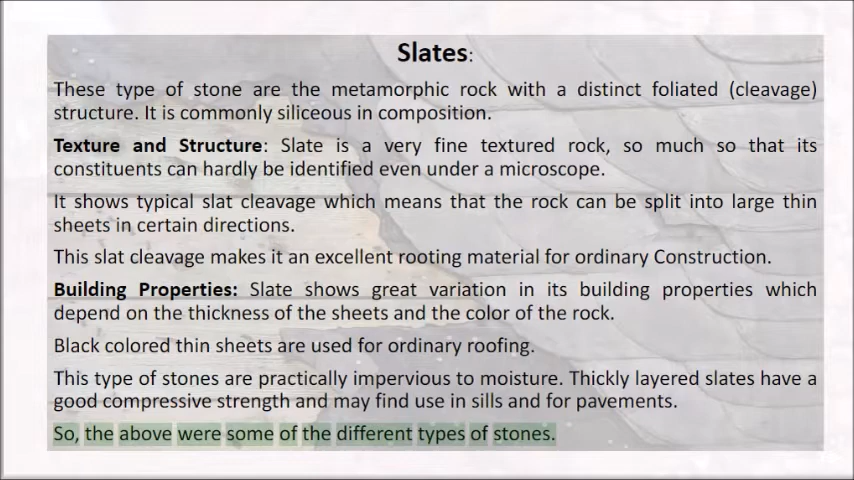 Slates:
These type of stone are the metamorphic rock with a distinct foliated (cleavage)
structure. It is commonly siliceous in composition.
Texture and Structure: Slate is a very fine textured rock, so much so that its
constituents can hardly be identified even under a microscope.
It shows typical slat cleavage which means that the rock can be split into large thin
sheets in certain directions.
This slat cleavage makes it an excellent rooting material for ordinary Construction.
Building Properties: Slate shows great variation in its building properties which
depend on the thickness of the sheets and the color of the rock.
Black colored thin sheets are used for ordinary roofing.
This type of stones are practically impervious to moisture. Thickly layered slates have a
good compressive strength and may find use in sills and for pavements.
So, the above were some of the different types of stones.